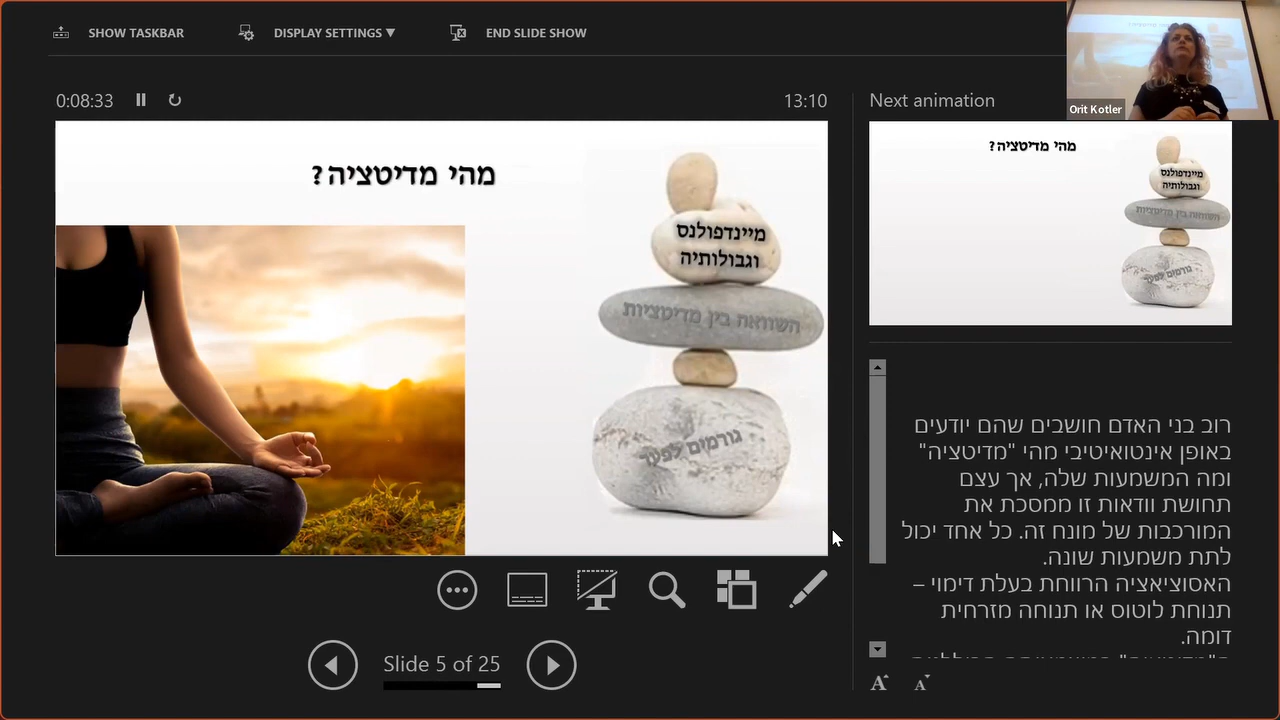 SHOW TASKBAR
DISPLAY SETTINGS ▼
END SLIDE SHOW
Orit Kotler
0:08:33
13:10
Next animation
מהי מדיטציה?
מיינדפולנס
וגבולותיה
השוואה בין מדיטציות
גורמים לפער
מהי מדיטציה?
מיינדפולנס
וגבולותיה
השוואה בין מדיטציות
גורמים לפער
רוב בני האדם חושבים שהם יודעים
באופן אינטואיטיבי מהי "מדיטציה"
ומה המשמעות שלה, אך עצם
תחושת וודאות זו ממסכת את
המורכבות של מונח זה. כל אחד יכול
לתת משמעות שונה.
האסוציאציה הרווחת בעלת דימוי –
תנוחת לוטוס או תנוחה מזרחית
דומה.
Slide 5 of 25
A
A